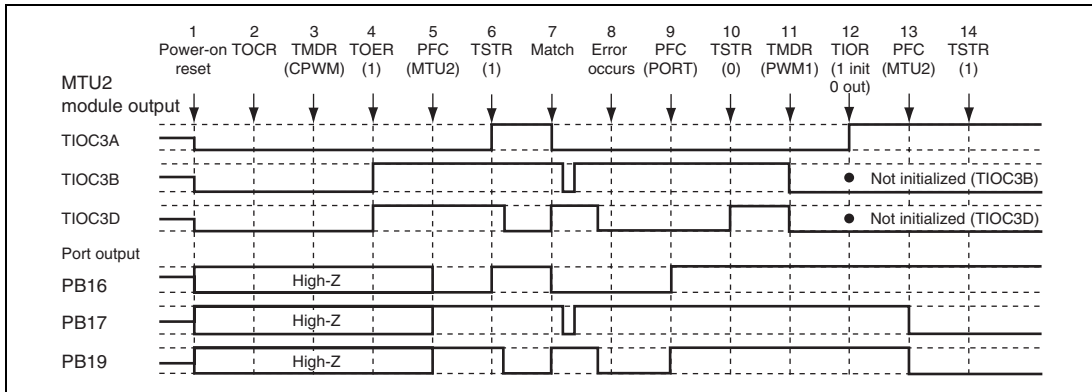 1 2 3 4 5 6 7 8 9 10 11 12 13 14
Power-on TOCR TMDR TOER PFC TSTR Match Error PFC TSTR TMDR TIOR PFC TSTR
reset (CPWM) (1) (MTU2) (1) occurs (PORT) (0) (PWM1) (1 init (MTU2) (1)
0 out)
MTU2
module output
TIOC3A
TIOC3B
● Not initialized (TIOC3B)
TIOC3D
● Not initialized (TIOC3D)
Port output
PB16
High-Z
PB17
High-Z
PB19
High-Z